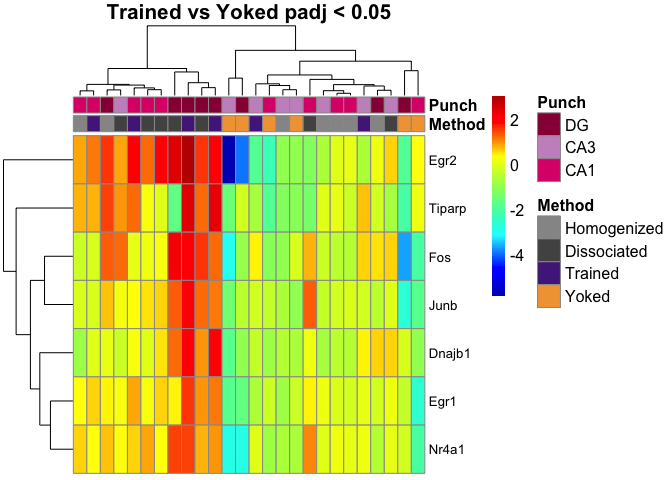 Trained vs Yoked padj < 0.05
Punch
Method
Egr2
Tiparp
Fos
Junb
Dnajb1
Egr1
Nr4a1
2
0
-2
-4
Punch
DG
CA3
CA1
Method
Homogenized
Dissociated
Trained
Yoked